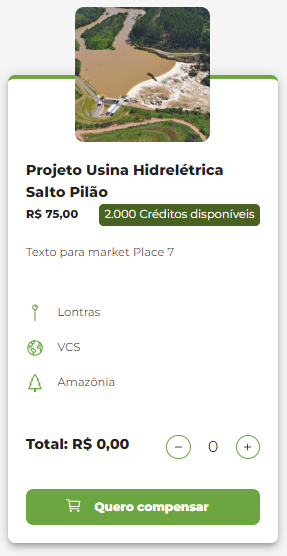 Projeto Usina Hidrelétrica
Salto Pilão
R$ 75,00 2.000 Créditos disponíveis
Texto para market Place 7
Lontras
VCS
Amazônia
Total: R$ 0,00 − 0 +
Quero compensar